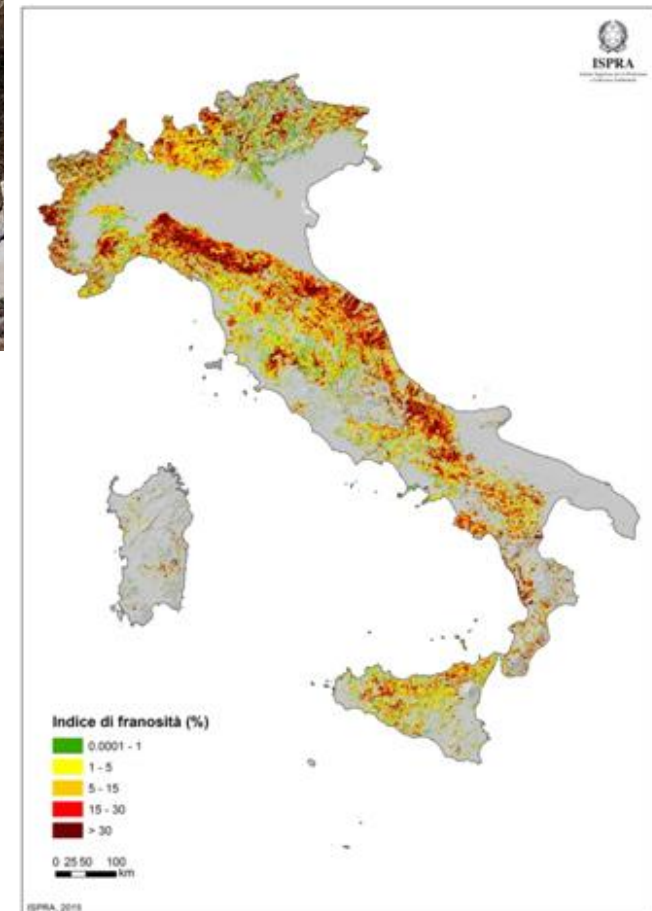 ISPRA
Indice di franosità (%)
0.0001 - 1
1 - 5
5 - 15
15 - 30
> 30
0 25 50 100
km
ISPRA, 2015